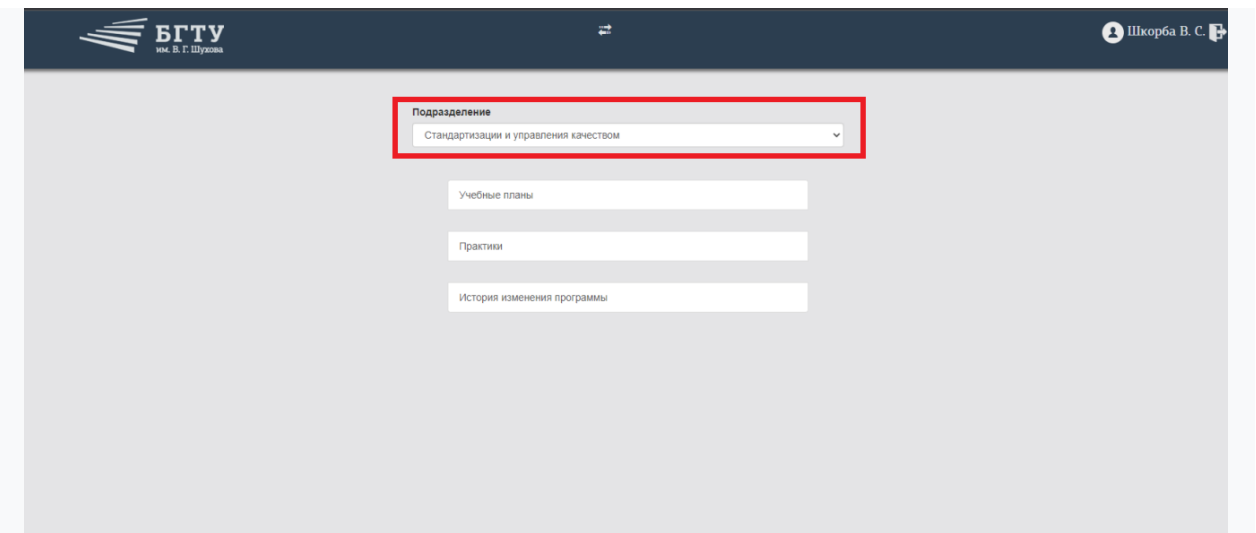 БГТУ
им. В. Г. Шухова
Шкорба В. С.
Подразделение
Стандартизации и управления качеством
Учебные планы
Практики
История изменения программы